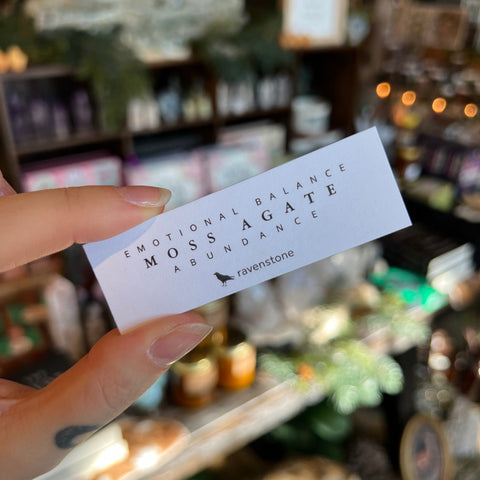 EMOTIONAL BALANCE
MOSS AGATE
ABUNDANCE
ravenstone